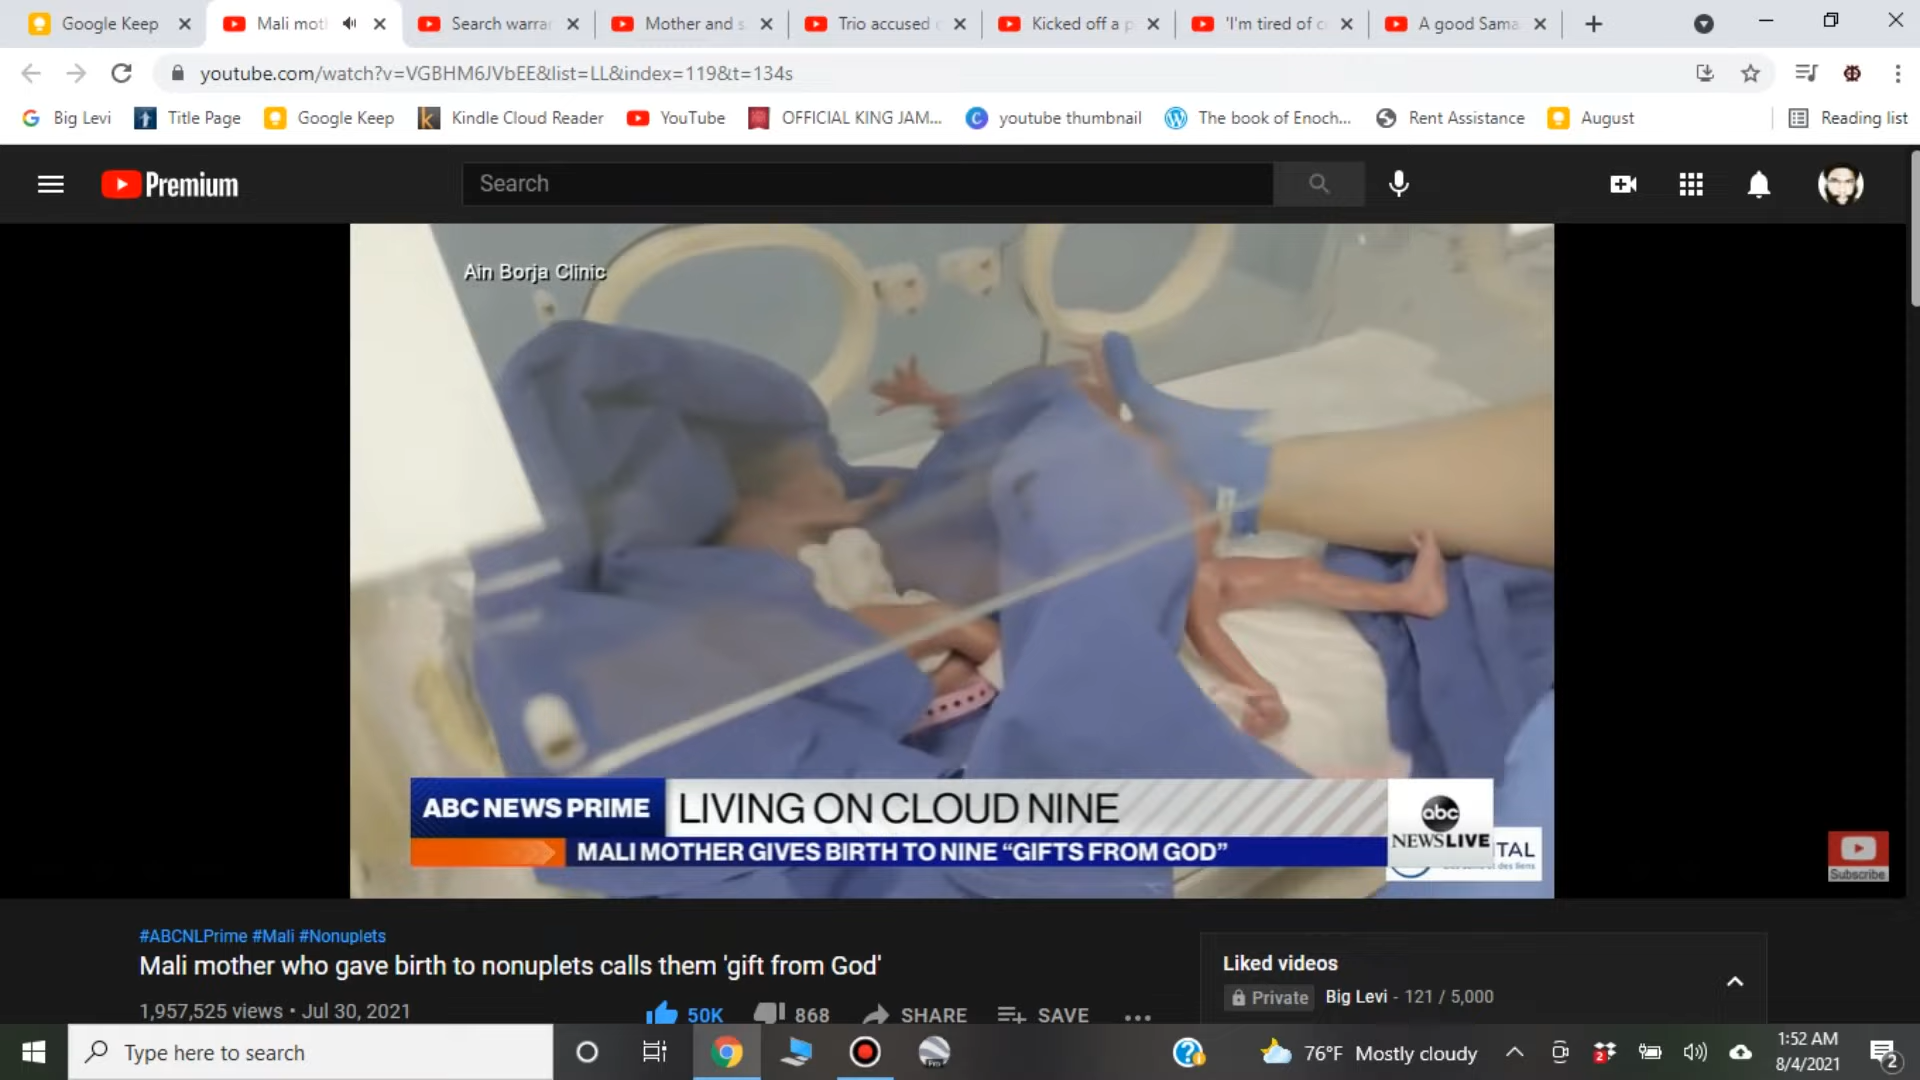 Google Keep
Mali mot
Search warra
Mother and s
Trio accused
Kicked off a p
'I'm tired of c
A good Sama
youtube.com/watch?v=VGBHM6JVbEE&list=LL&index=119&t=134s
Big Levi
Title Page
Google Keep
Kindle Cloud Reader
YouTube
OFFICIAL KING JAM...
youtube thumbnail
The book of Enoch...
Rent Assistance
August
Reading list
Premium
Search
Ain Borja Clinic
ABC NEWS PRIME
LIVING ON CLOUD NINE
MALI MOTHER GIVES BIRTH TO NINE “GIFTS FROM GOD”
abc
NEWSLIVE
TAL
Subscribe
#ABCNLPrime #Mali #Nonuplets
Mali mother who gave birth to nonuplets calls them 'gift from God'
1,957,525 views • Jul 30, 2021
50K
868
SHARE
SAVE
Liked videos
Private
Big Levi - 121 / 5,000
Type here to search
76°F Mostly cloudy
1:52 AM
8/4/2021
2